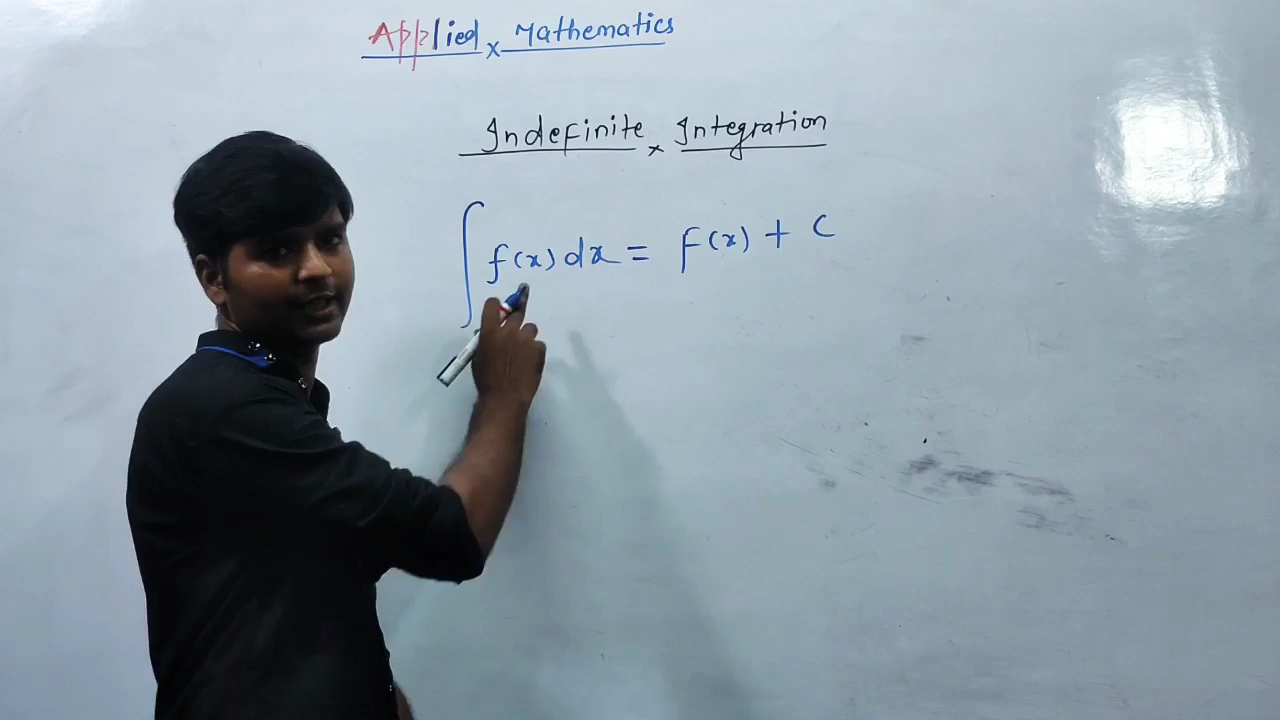 Applied x Mathematics
Indefinite x Integration
∫ f(x) dx = F(x) + C